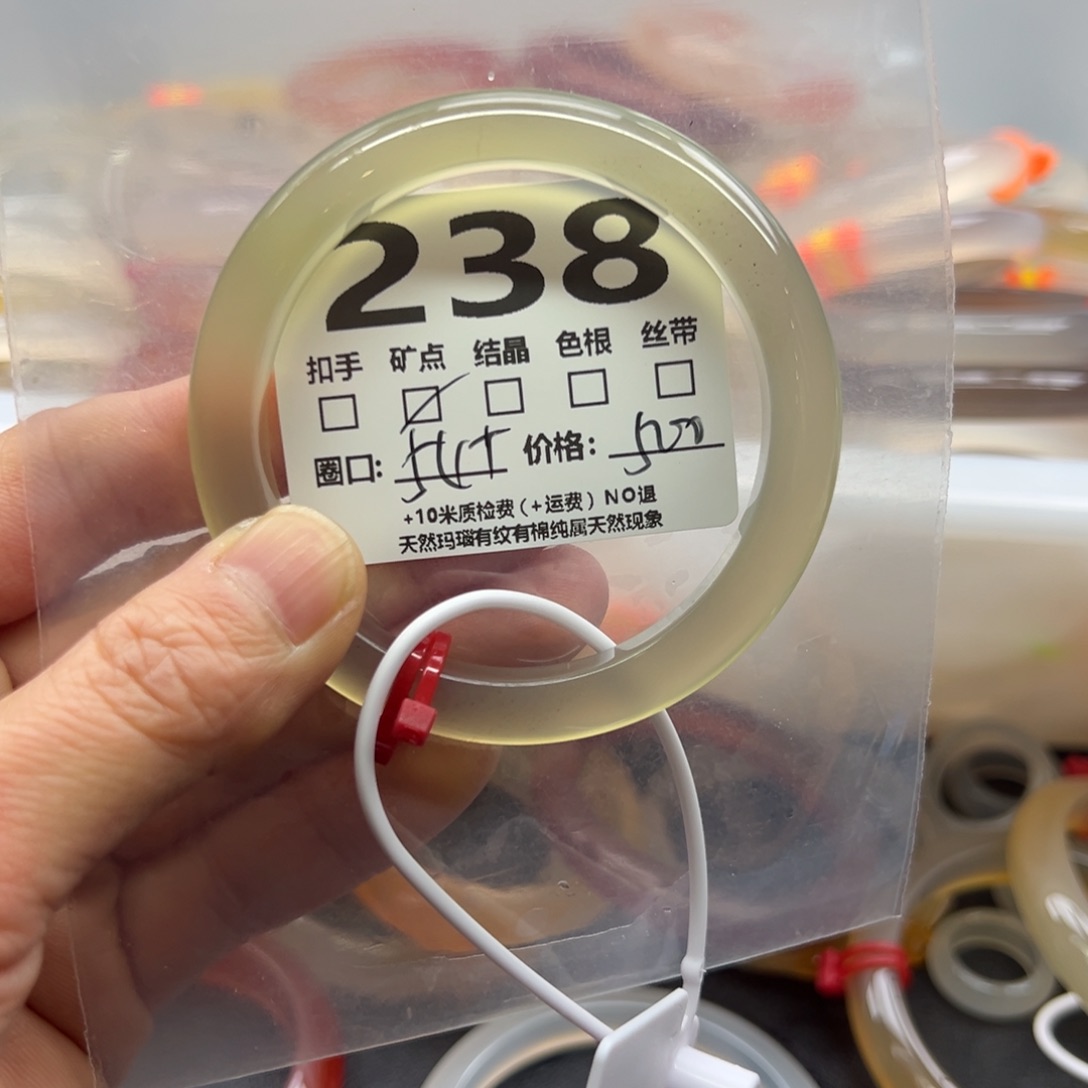 238
扣手 矿点 结晶 色根 丝带
圈口: 价格: 500
+10米质检费(+运费) NO退
天然玛瑙有纹有棉纯属天然现象